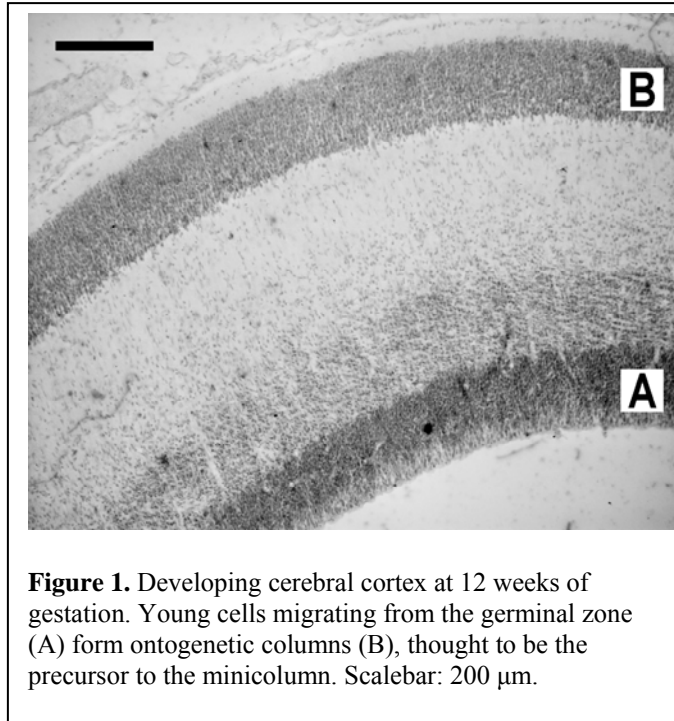 B
A
Figure 1. Developing cerebral cortex at 12 weeks of
gestation. Young cells migrating from the germinal zone
(A) form ontogenetic columns (B), thought to be the
precursor to the minicolumn. Scalebar: 200 μm.